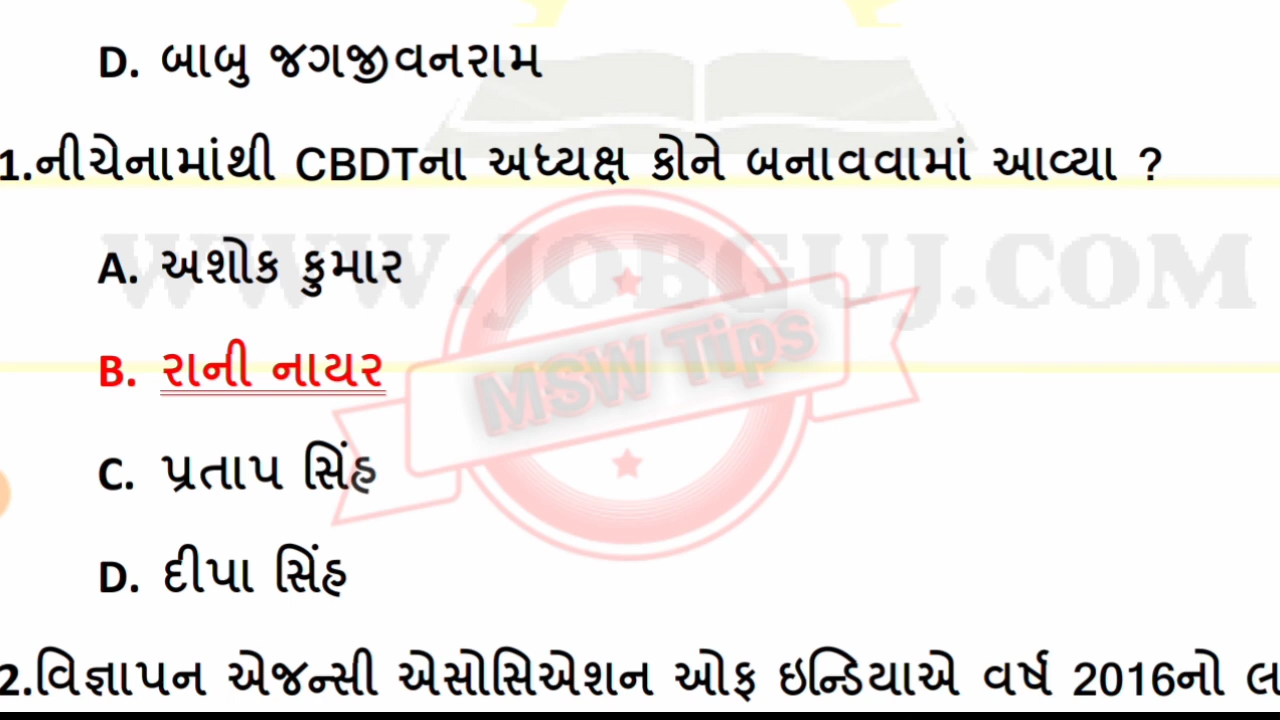 D. બાબુ જગજીવનરામ
1.નીચેનામાંથી CBDTના અધ્યક્ષ કોને બનાવવામાં આવ્યા ?
WWW.JOBGUJ.COM
A. અશોક કુમાર
MSW Tips
B. રાની નાયર
C. પ્રતાપ સિંહ
D. દીપા સિંહ
2.વિજ્ઞાપન એજન્સી એસોસિએશન ઓફ ઇન્ડિયાએ વર્ષ 2016નો